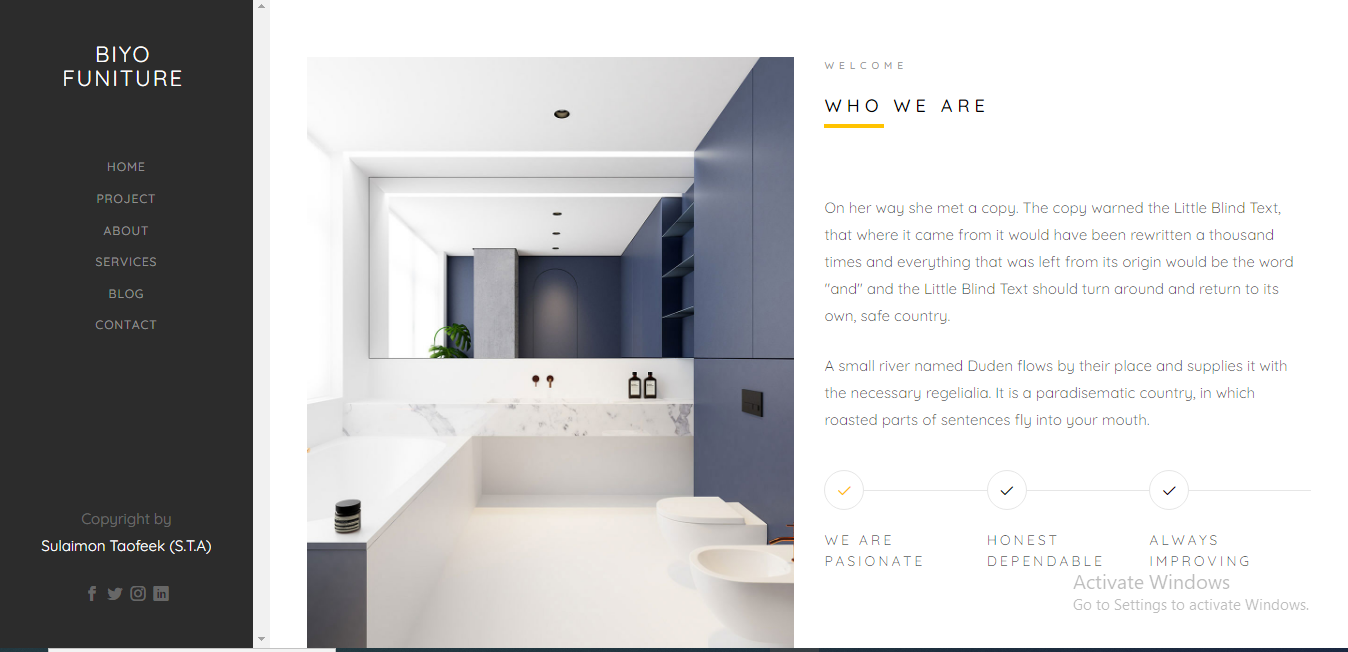 BIYO
FUNITURE
HOME
PROJECT
ABOUT
SERVICES
BLOG
CONTACT
Copyright by
Sulaimon Taofeek (S.T.A)
WELCOME
WHO WE ARE
On her way she met a copy. The copy warned the Little Blind Text,
that where it came from it would have been rewritten a thousand
times and everything that was left from its origin would be the word
"and" and the Little Blind Text should turn around and return to its
own, safe country.
A small river named Duden flows by their place and supplies it with
the necessary regelialia. It is a paradisematic country, in which
roasted parts of sentences fly into your mouth.
WE ARE
PASIONATE
HONEST
DEPENDABLE
ALWAYS
IMPROVING
Activate Windows
Go to Settings to activate Windows.